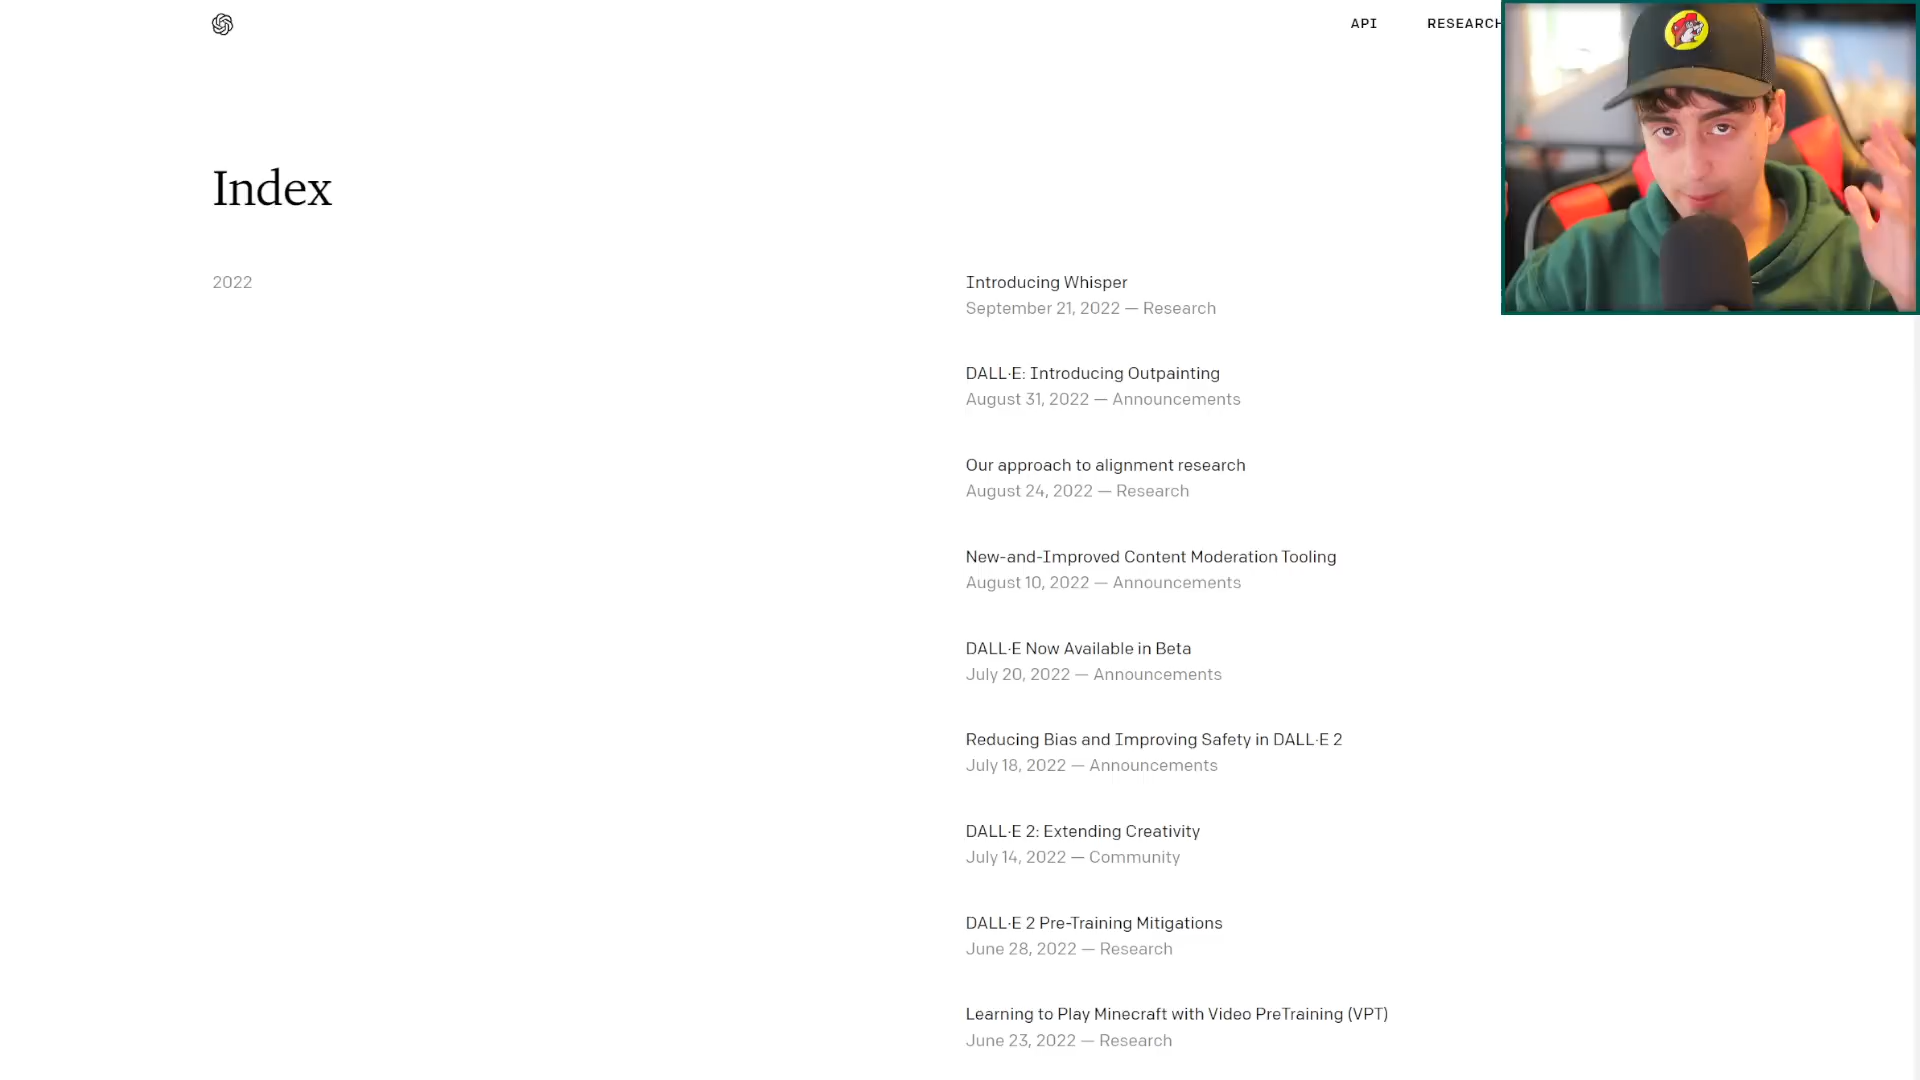 API
RESEARCH
Index
2022
Introducing Whisper
September 21, 2022 — Research
DALL·E: Introducing Outpainting
August 31, 2022 — Announcements
Our approach to alignment research
August 24, 2022 — Research
New-and-Improved Content Moderation Tooling
August 10, 2022 — Announcements
DALL·E Now Available in Beta
July 20, 2022 — Announcements
Reducing Bias and Improving Safety in DALL·E 2
July 18, 2022 — Announcements
DALL·E 2: Extending Creativity
July 14, 2022 — Community
DALL·E 2 Pre-Training Mitigations
June 28, 2022 — Research
Learning to Play Minecraft with Video PreTraining (VPT)
June 23, 2022 — Research